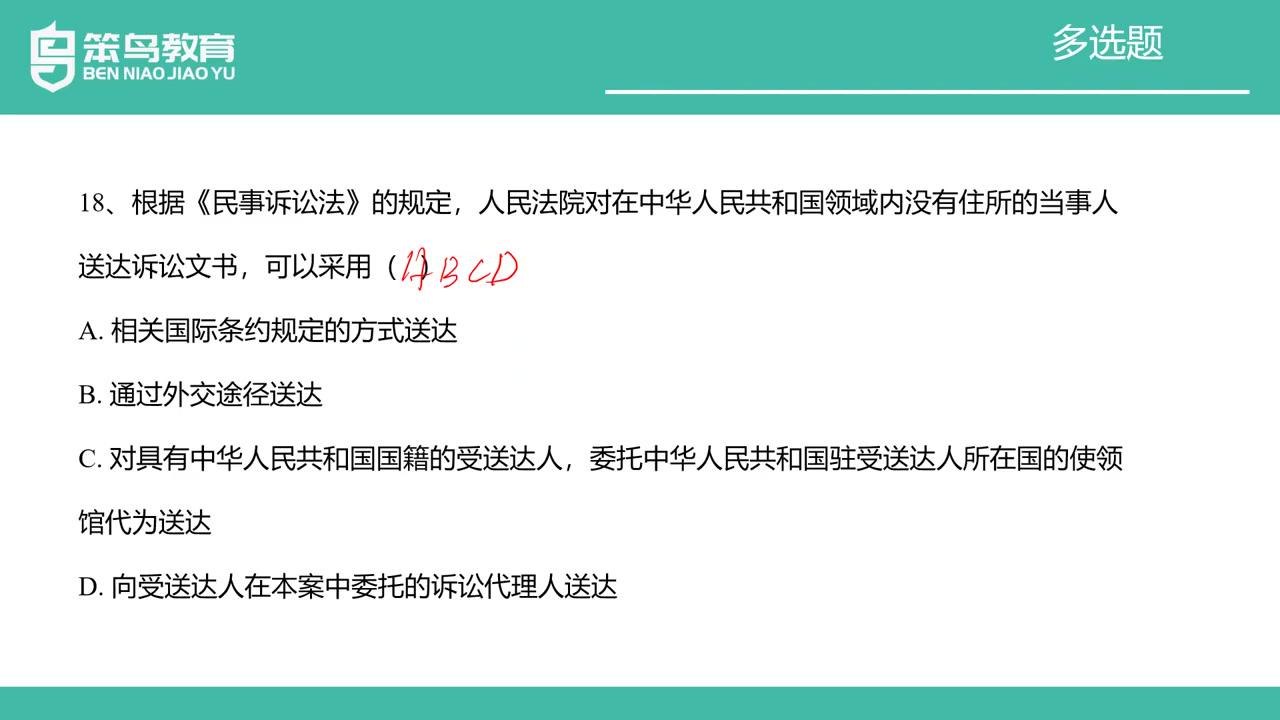 笨鸟教育
BEN NIAO JIAO YU
多选题
18、根据《民事诉讼法》的规定，人民法院对在中华人民共和国领域内没有住所的当事人
送达诉讼文书，可以采用（ ）ABCD
A. 相关国际条约规定的方式送达
B. 通过外交途径送达
C. 对具有中华人民共和国国籍的受送达人，委托中华人民共和国驻受送达人所在国的使领
馆代为送达
D. 向受送达人在本案中委托的诉讼代理人送达